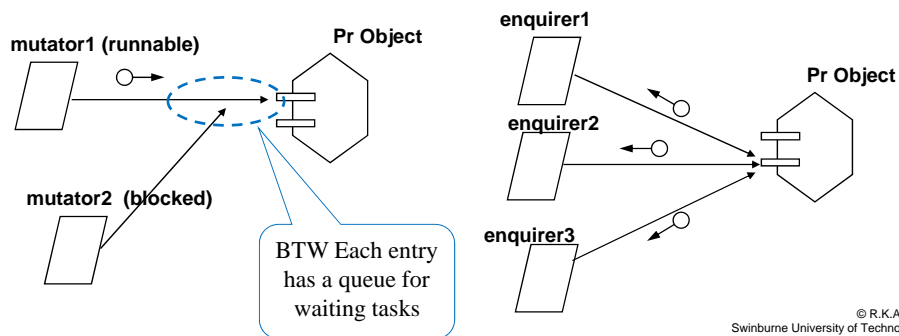 mutator1 (runnable)
Pr Object
mutator2 (blocked)
BTW Each entry
has a queue for
waiting tasks
enquirer1
Pr Object
enquirer2
enquirer3
© R.K.A
Swinburne University of Techno